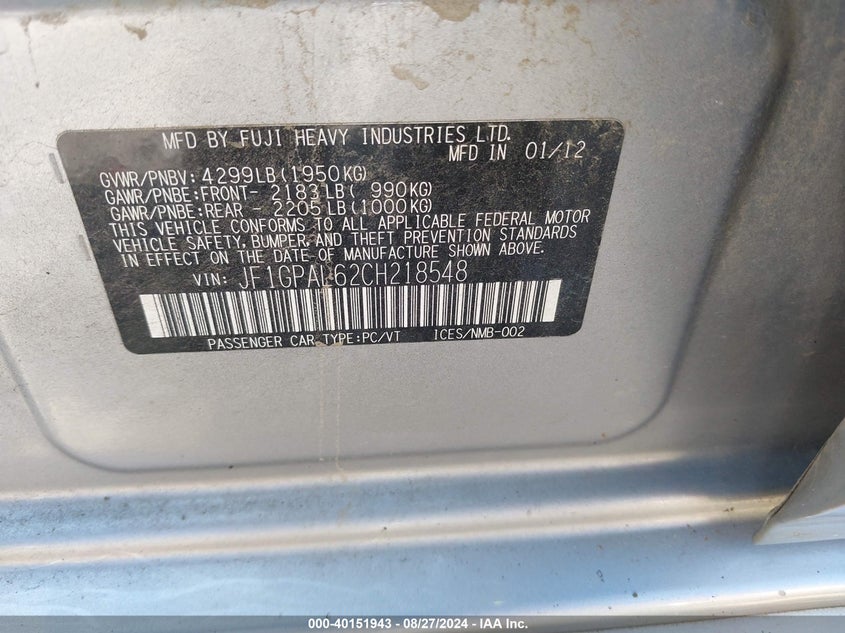 MFD BY FUJI HEAVY INDUSTRIES LTD.
MFD IN 01/12
GVWR/PNBV:4299LB(1950KG)
GAWR/PNBE:FRONT- 2183LB( 990KG)
GAWR/PNBE:REAR - 2205LB(1000KG)
THIS VEHICLE CONFORMS TO ALL APPLICABLE FEDERAL MOTOR
VEHICLE SAFETY, BUMPER, AND THEFT PREVENTION STANDARDS
IN EFFECT ON THE DATE OF MANUFACTURE SHOWN ABOVE.
VIN: JF1GPAL62CH218548
PASSENGER CAR TYPE:PC/VT ICES/NMB-002
000-40151943 - 08/27/2024 - IAAI.com